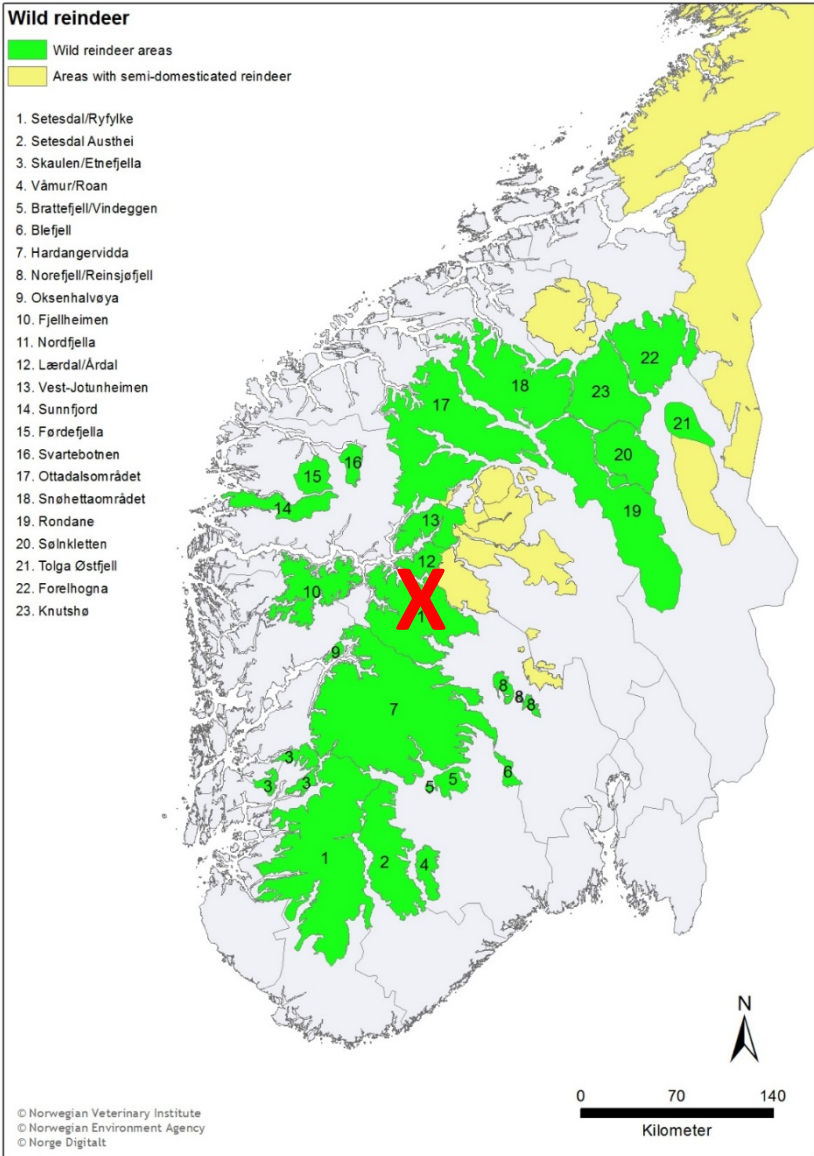 Wild reindeer
Wild reindeer areas
Areas with semi-domesticated reindeer
1. Setesdal/Ryfylke
2. Setesdal Austhei
3. Skaulen/Etnefjella
4. Våmur/Roan
5. Brattefjell/Vindeggen
6. Blefjell
7. Hardangervidda
8. Norefjell/Reinsjøfjell
9. Oksenhalvøya
10. Fjellheimen
11. Nordfjella
12. Lærdal/Årdal
13. Vest-Jotunheimen
14. Sunnfjord
15. Førdefjella
16. Svartebotnen
17. Ottadalsområdet
18. Snøhettaområdet
19. Rondane
20. Sølnkletten
21. Tolga Østfjell
22. Forelhogna
23. Knutshø
22
18
23
17
21
20
16
15
19
14
13
12
X
10
1
9
8
8
8
7
3
6
5
3
3
5
1
2
4
N
0 70 140
Kilometer
© Norwegian Veterinary Institute
© Norwegian Environment Agency
© Norge Digitalt